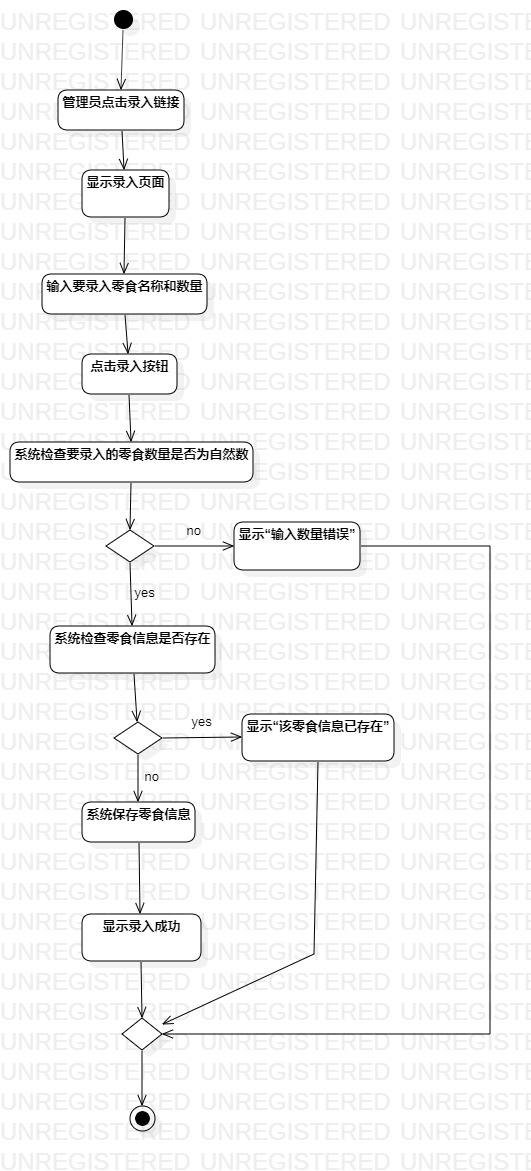 管理员点击录入链接
显示录入页面
输入要录入零食名称和数量
点击录入按钮
系统检查要录入的零食数量是否为自然数
no
显示“输入数量错误”
yes
系统检查零食信息是否存在
yes
显示“该零食信息已存在”
no
系统保存零食信息
显示录入成功
UNREGISTERED